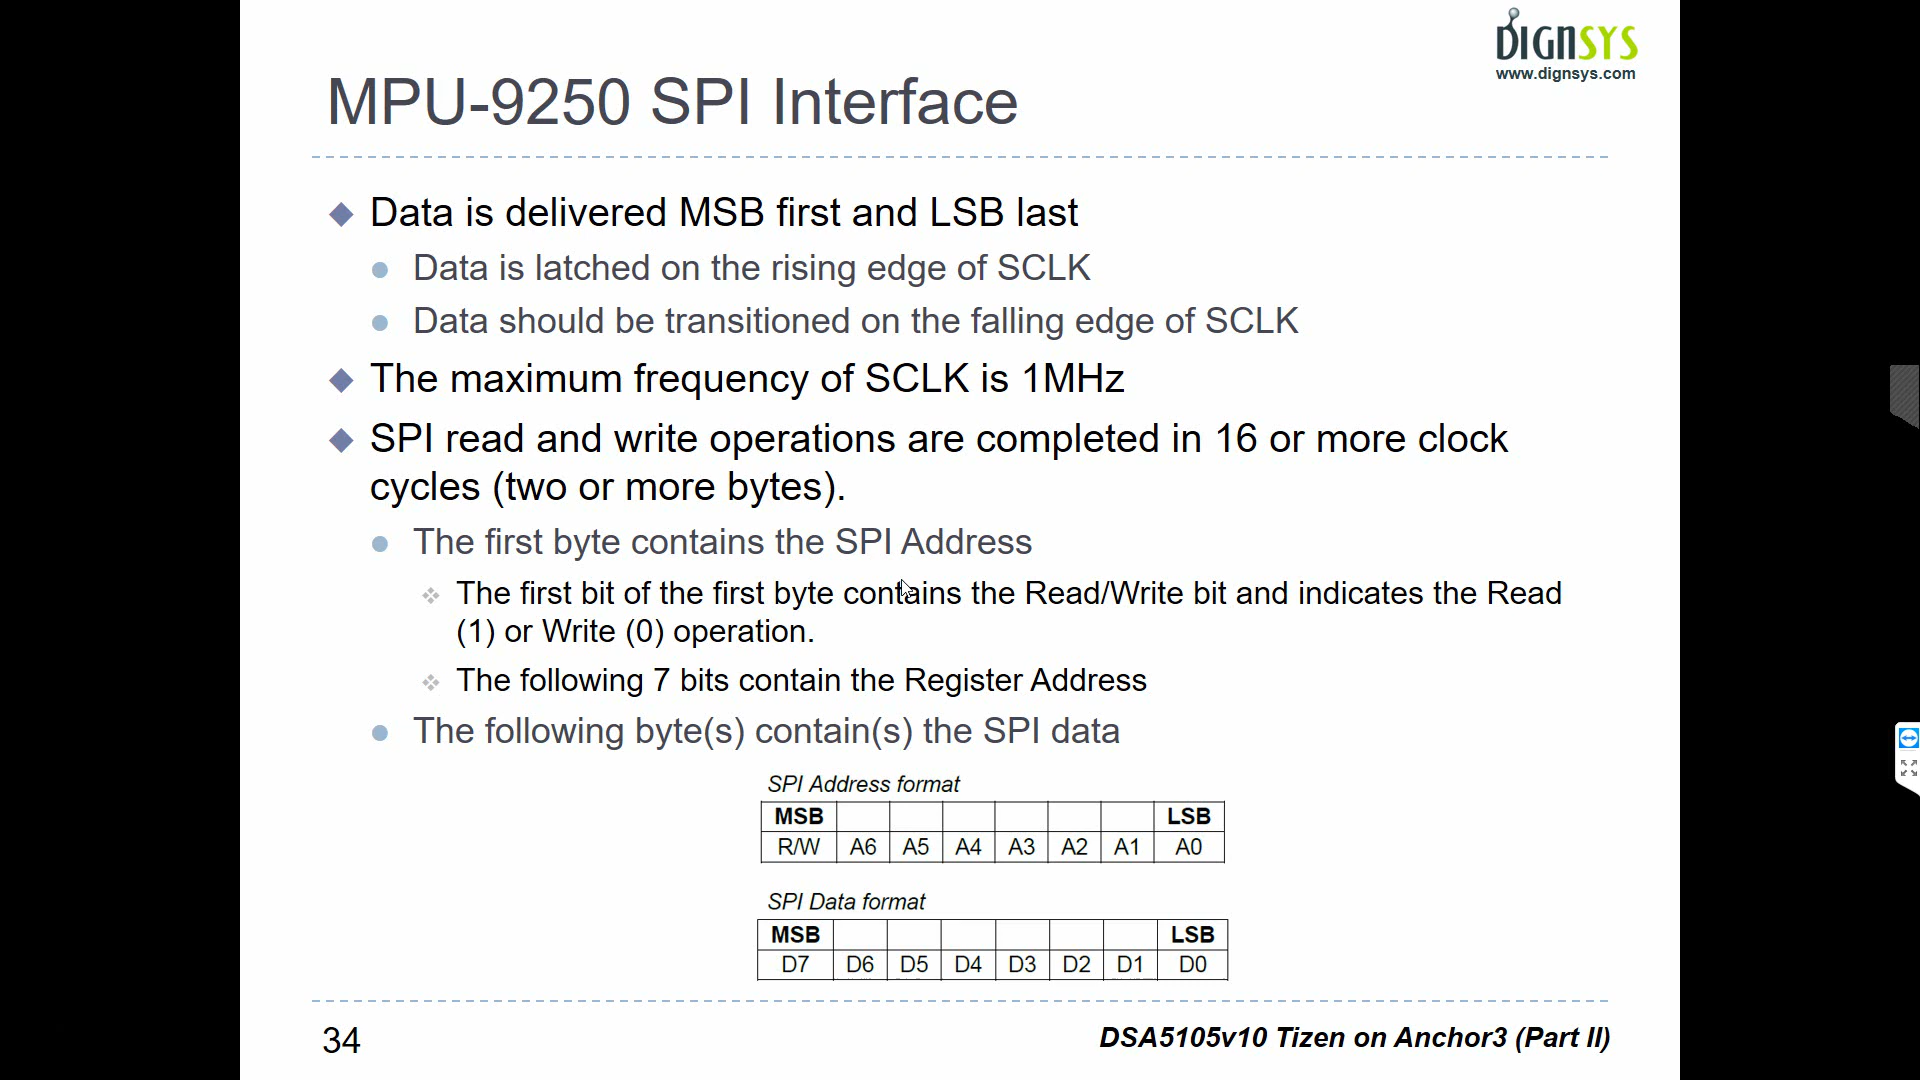 DIGNSYS
www.dignsys.com
MPU-9250 SPI Interface
Data is delivered MSB first and LSB last
Data is latched on the rising edge of SCLK
Data should be transitioned on the falling edge of SCLK
The maximum frequency of SCLK is 1MHz
SPI read and write operations are completed in 16 or more clock
cycles (two or more bytes).
The first byte contains the SPI Address
The first bit of the first byte contains the Read/Write bit and indicates the Read
(1) or Write (0) operation.
The following 7 bits contain the Register Address
The following byte(s) contain(s) the SPI data
SPI Address format
MSB LSB
R/W A6 A5 A4 A3 A2 A1 A0
SPI Data format
MSB LSB
D7 D6 D5 D4 D3 D2 D1 D0
34
DSA5105v10 Tizen on Anchor3 (Part II)